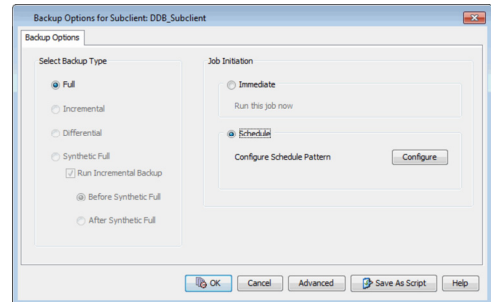 Backup Options for Subclient: DDB_Subclient
Backup Options
Select Backup Type
Full
Incremental
Differential
Synthetic Full
Run Incremental Backup
Before Synthetic Full
After Synthetic Full
Job Initiation
Immediate
Run this job now
Schedule
Configure Schedule Pattern
Configure
OK
Cancel
Advanced
Save As Script
Help